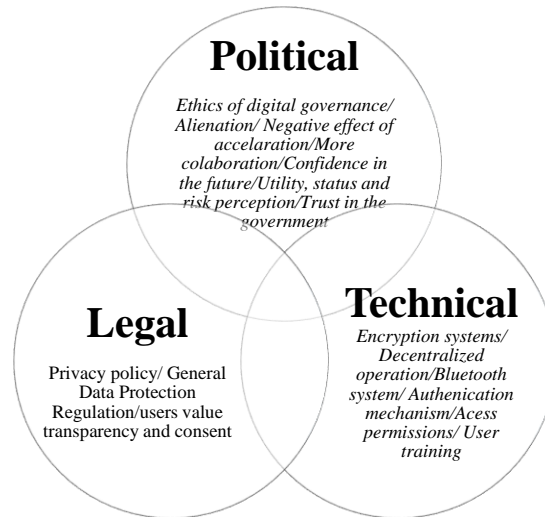 Political
Ethics of digital governance/
Alienation/ Negative effect of
accelaration/More
colaboration/Confidence in
the future/Utility, status and
risk perception/Trust in the
government
Legal
Privacy policy/ General
Data Protection
Regulation/users value
transparency and consent
Technical
Encryption systems/
Decentralized
operation/Bluetooth
system/ Authenication
mechanism/Acess
permissions/ User
training